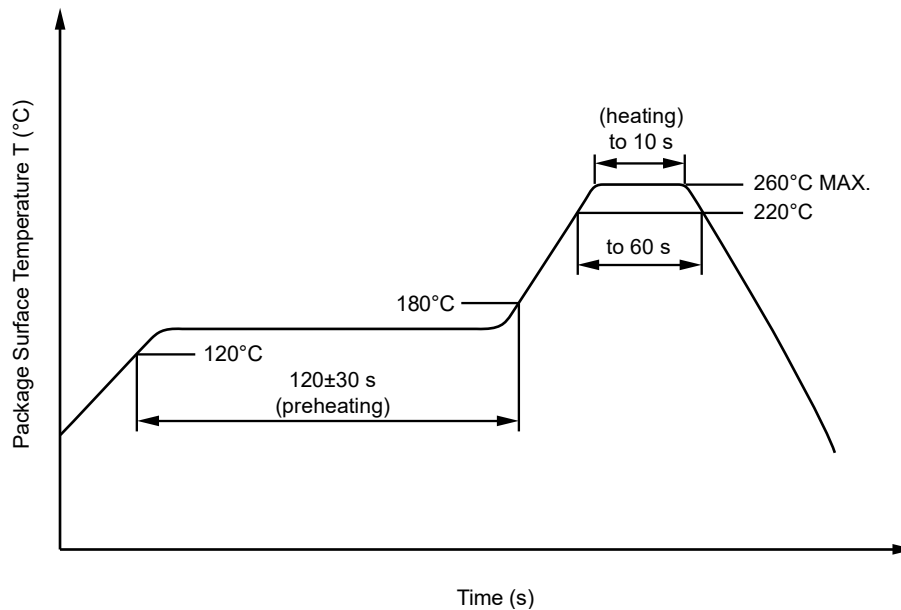 Package Surface Temperature T (°C)
(heating)
to 10 s
260°C MAX.
220°C
to 60 s
180°C
120°C
120±30 s
(preheating)
Time (s)